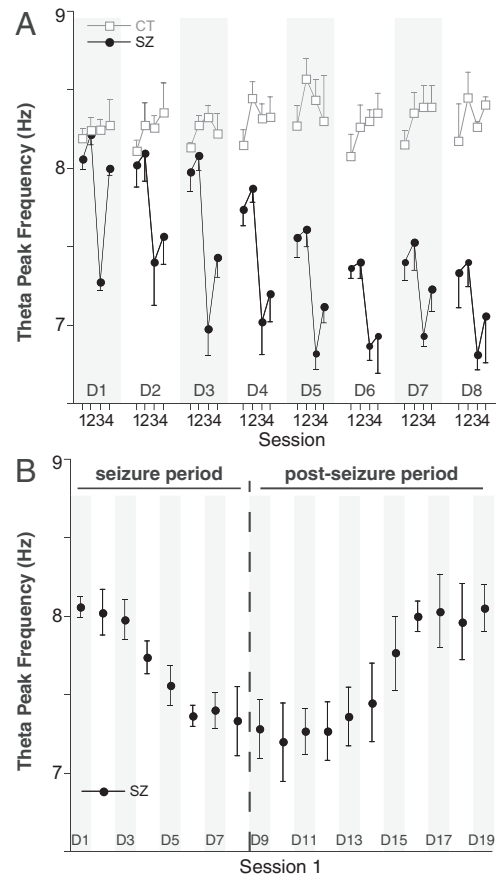 A
9
CT
SZ
Theta Peak Frequency (Hz)
8
7
D1 D2 D3 D4 D5 D6 D7 D8
1234 1234 1234 1234 1234 1234 1234 1234
Session
B
9
seizure period post-seizure period
Theta Peak Frequency (Hz)
8
7
SZ
D1 D3 D5 D7 D9 D11 D13 D15 D17 D19
Session 1